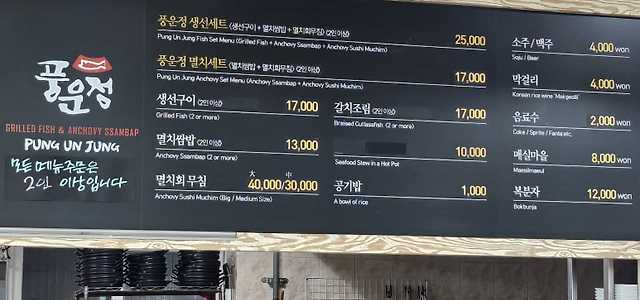 풍운정
GRILLED FISH & ANCHOVY SSAMBAP
PUNG UN JUNG
모든 메뉴주문은
2인 이상입니다
풍운정 생선세트 (생선구이 + 멸치쌈밥 + 멸치회무침) (2인 이상)
Pung Un Jung Fish Set Menu (Grilled Fish + Anchovy Ssambap + Anchovy Sushi Muchim)
25,000
풍운정 멸치세트 (멸치쌈밥 + 멸치회무침) (2인 이상)
Pung Un Jung Anchovy Set Menu (Anchovy Ssambap + Anchovy Sushi Muchim)
17,000
생선구이 (2인 이상) 17,000
Grilled Fish (2 or more)
멸치쌈밥 (2인 이상) 13,000
Anchovy Ssambap (2 or more)
멸치회 무침 大 40,000/ 中 30,000
Anchovy Sushi Muchim (Big / Medium Size)
갈치조림 (2인 이상) 17,000
Braised Cutlassfish (2 or more)
10,000
Seafood Stew in a Hot Pot
공기밥 1,000
A bowl of rice
소주 / 맥주 4,000 원
Soju / Beer
막걸리 4,000 원
Korean rice wine 'Makgeolli'
음료수 2,000 원
Coke / Sprite / Fanta etc.
매실마을 8,000 원
Maesilmaeul
복분자 12,000 원
Bokbunja